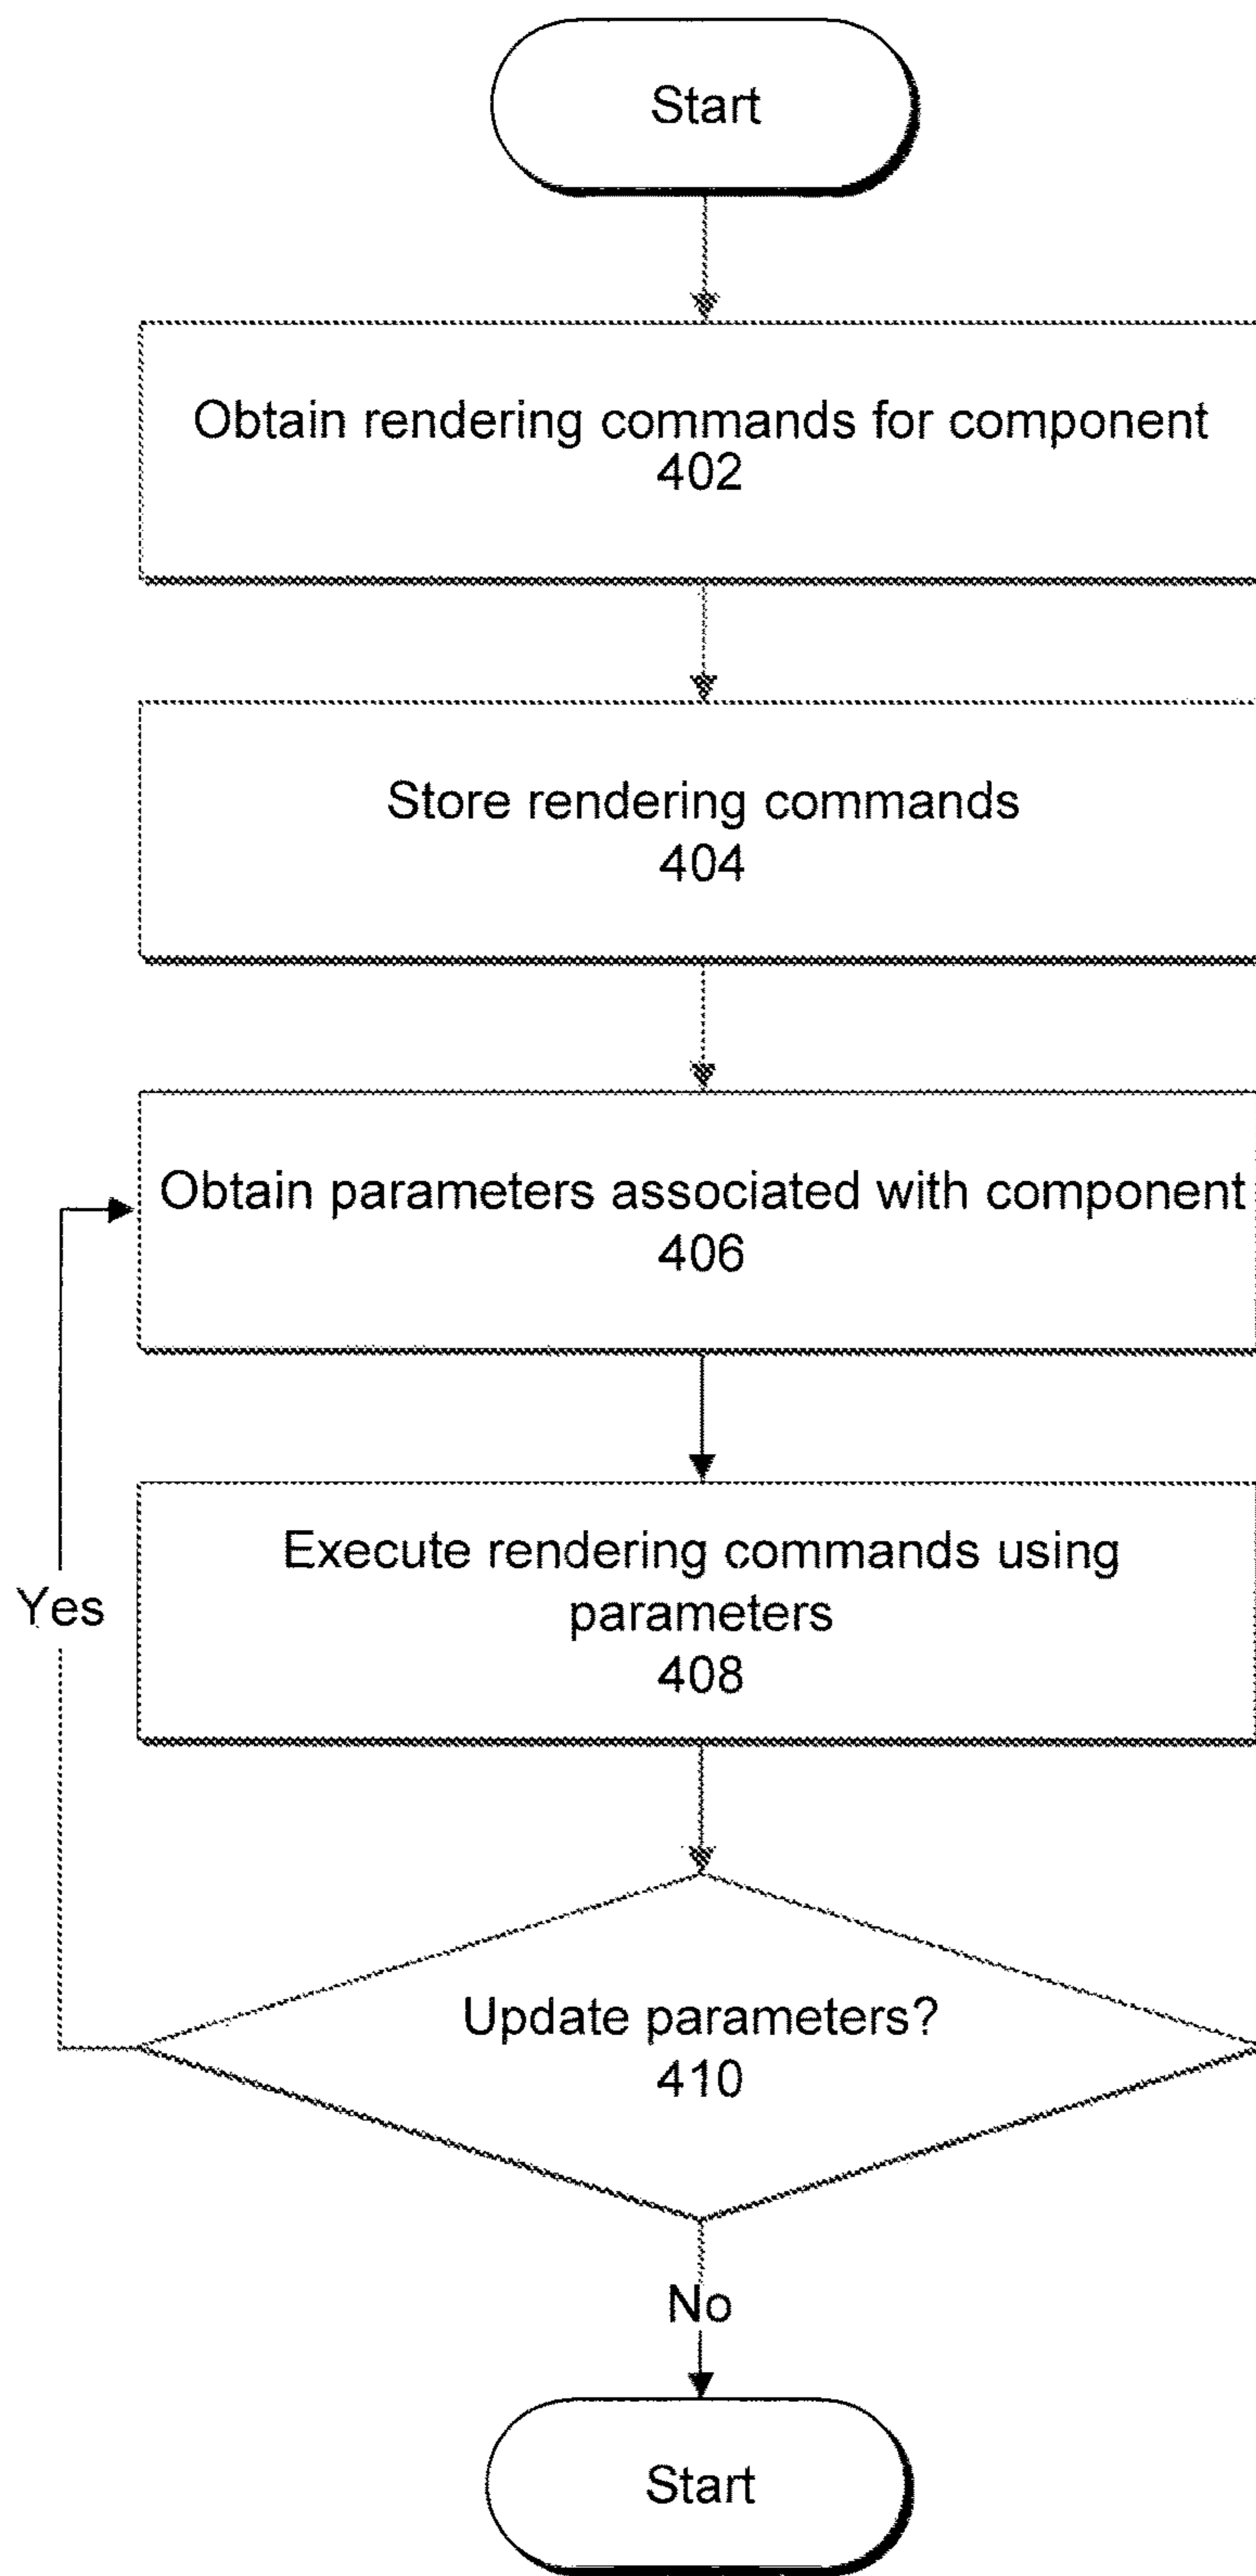 Start
Obtain rendering commands for component
402
Store rendering commands
404
Obtain parameters associated with component
406
Execute rendering commands using
parameters
408
Yes
Update parameters?
410
No
Start